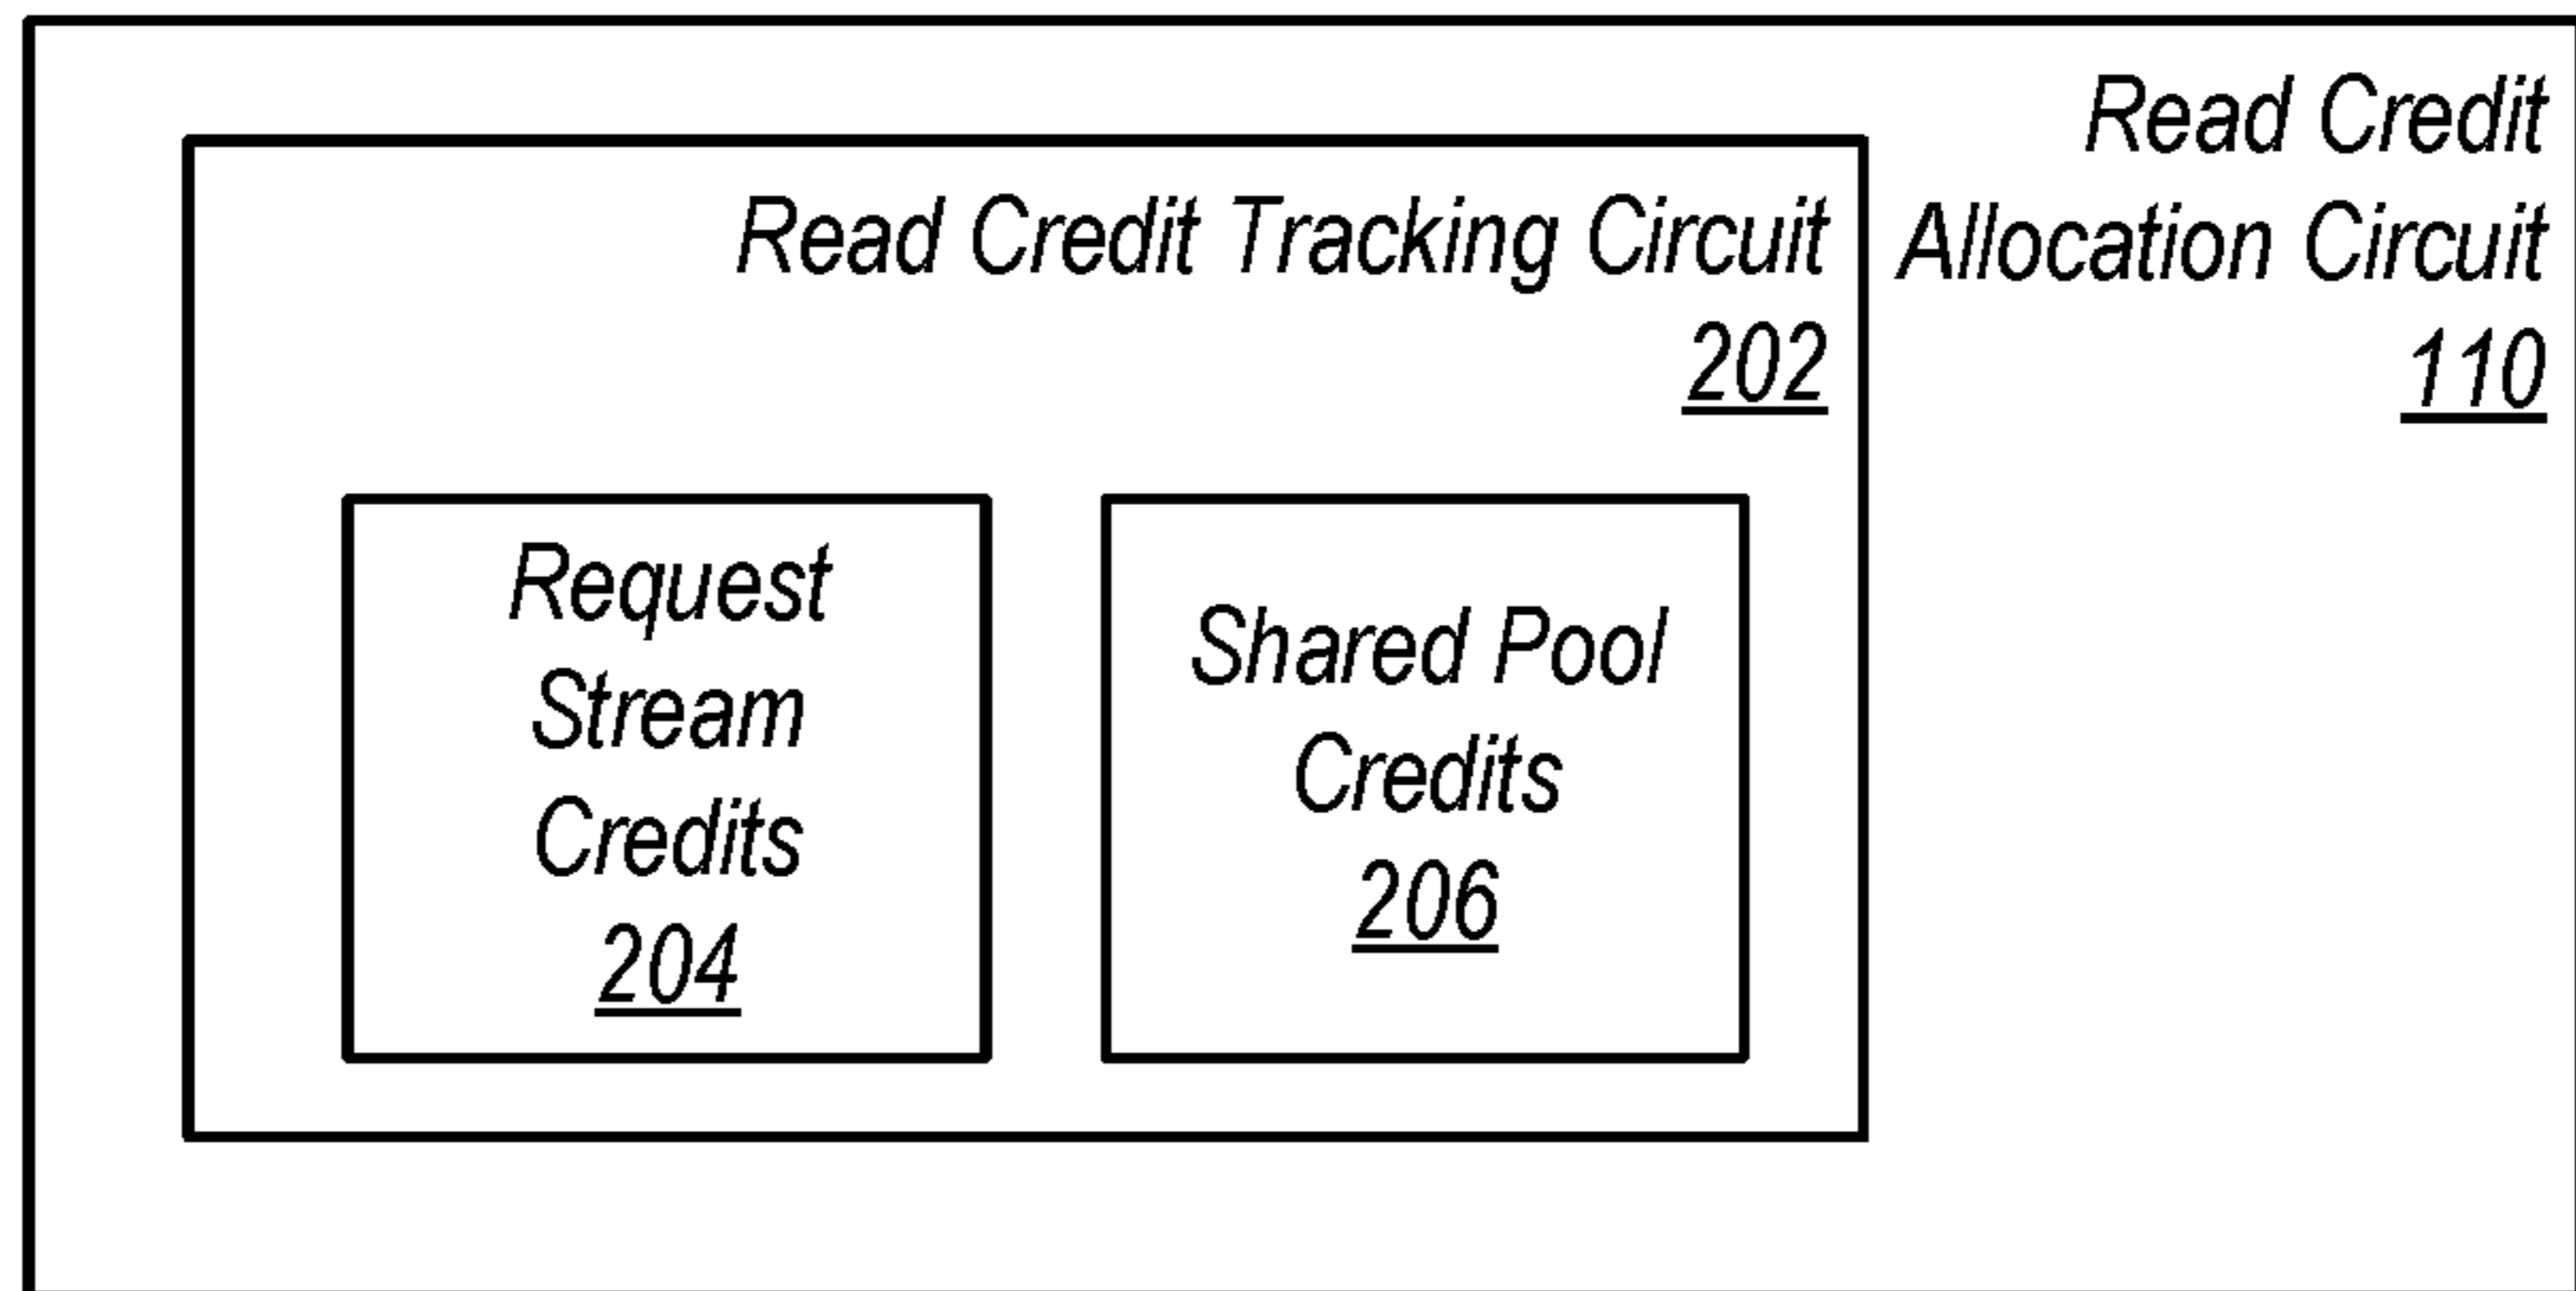 Read Credit
Allocation Circuit
110
Read Credit Tracking Circuit
202
Request
Stream
Credits
204
Shared Pool
Credits
206